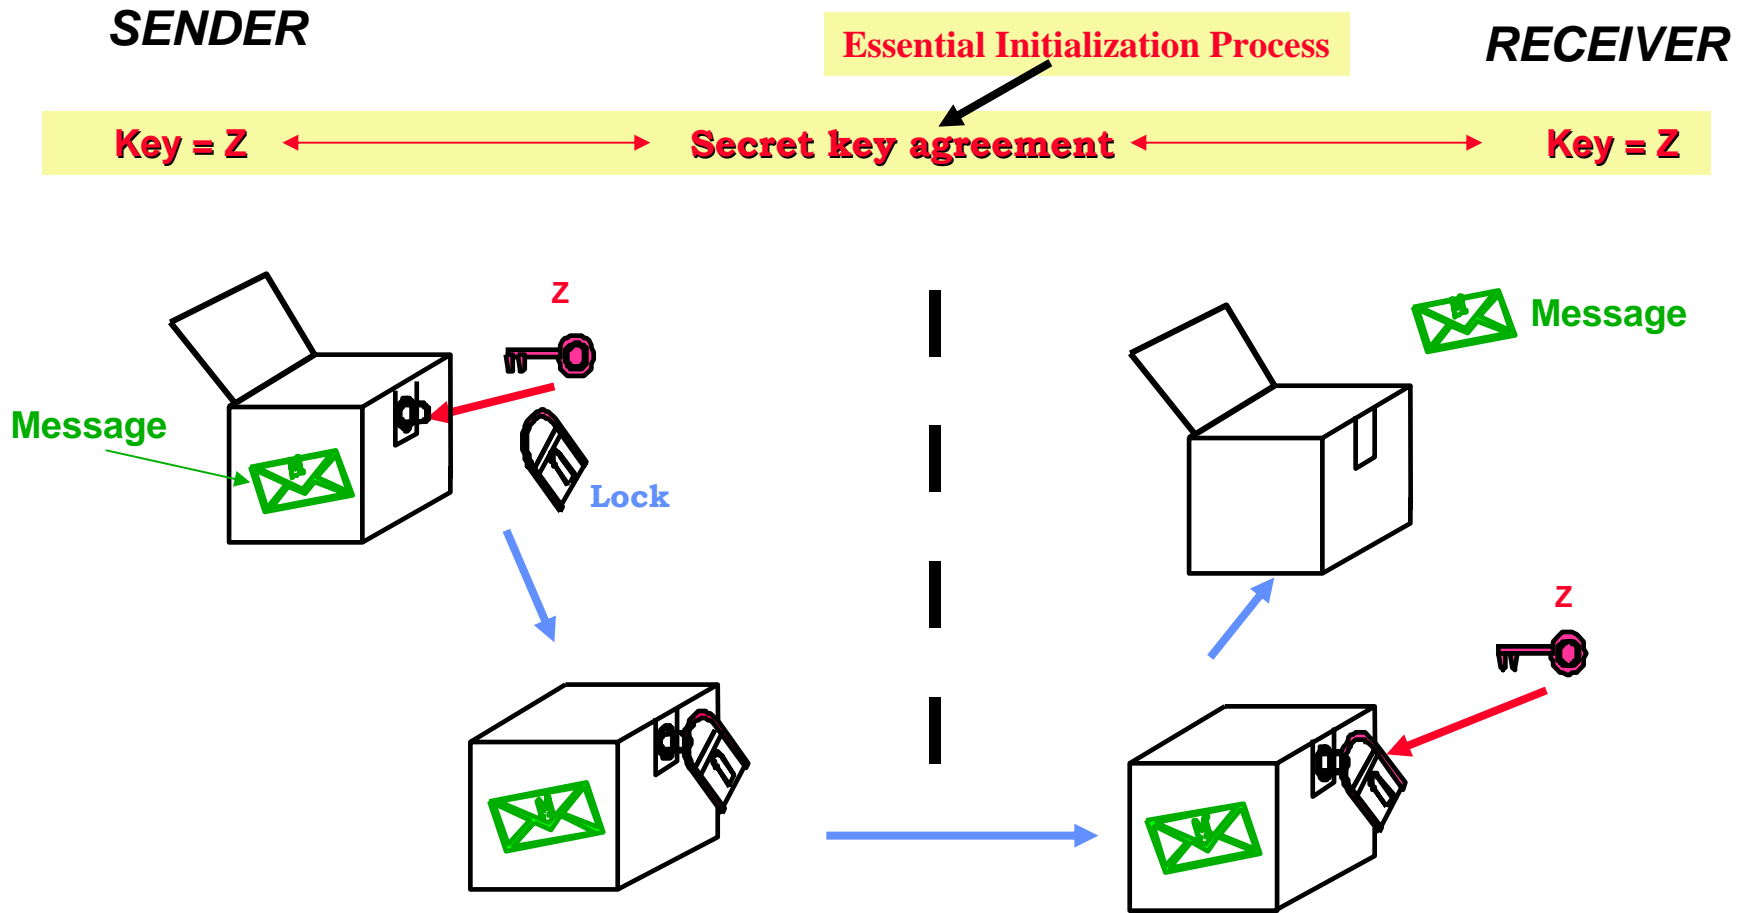 SENDER
Essential Initialization Process
RECEIVER
Key = Z
Secret key agreement
Key = Z
Z
Message
Message
Lock
Z
M
M